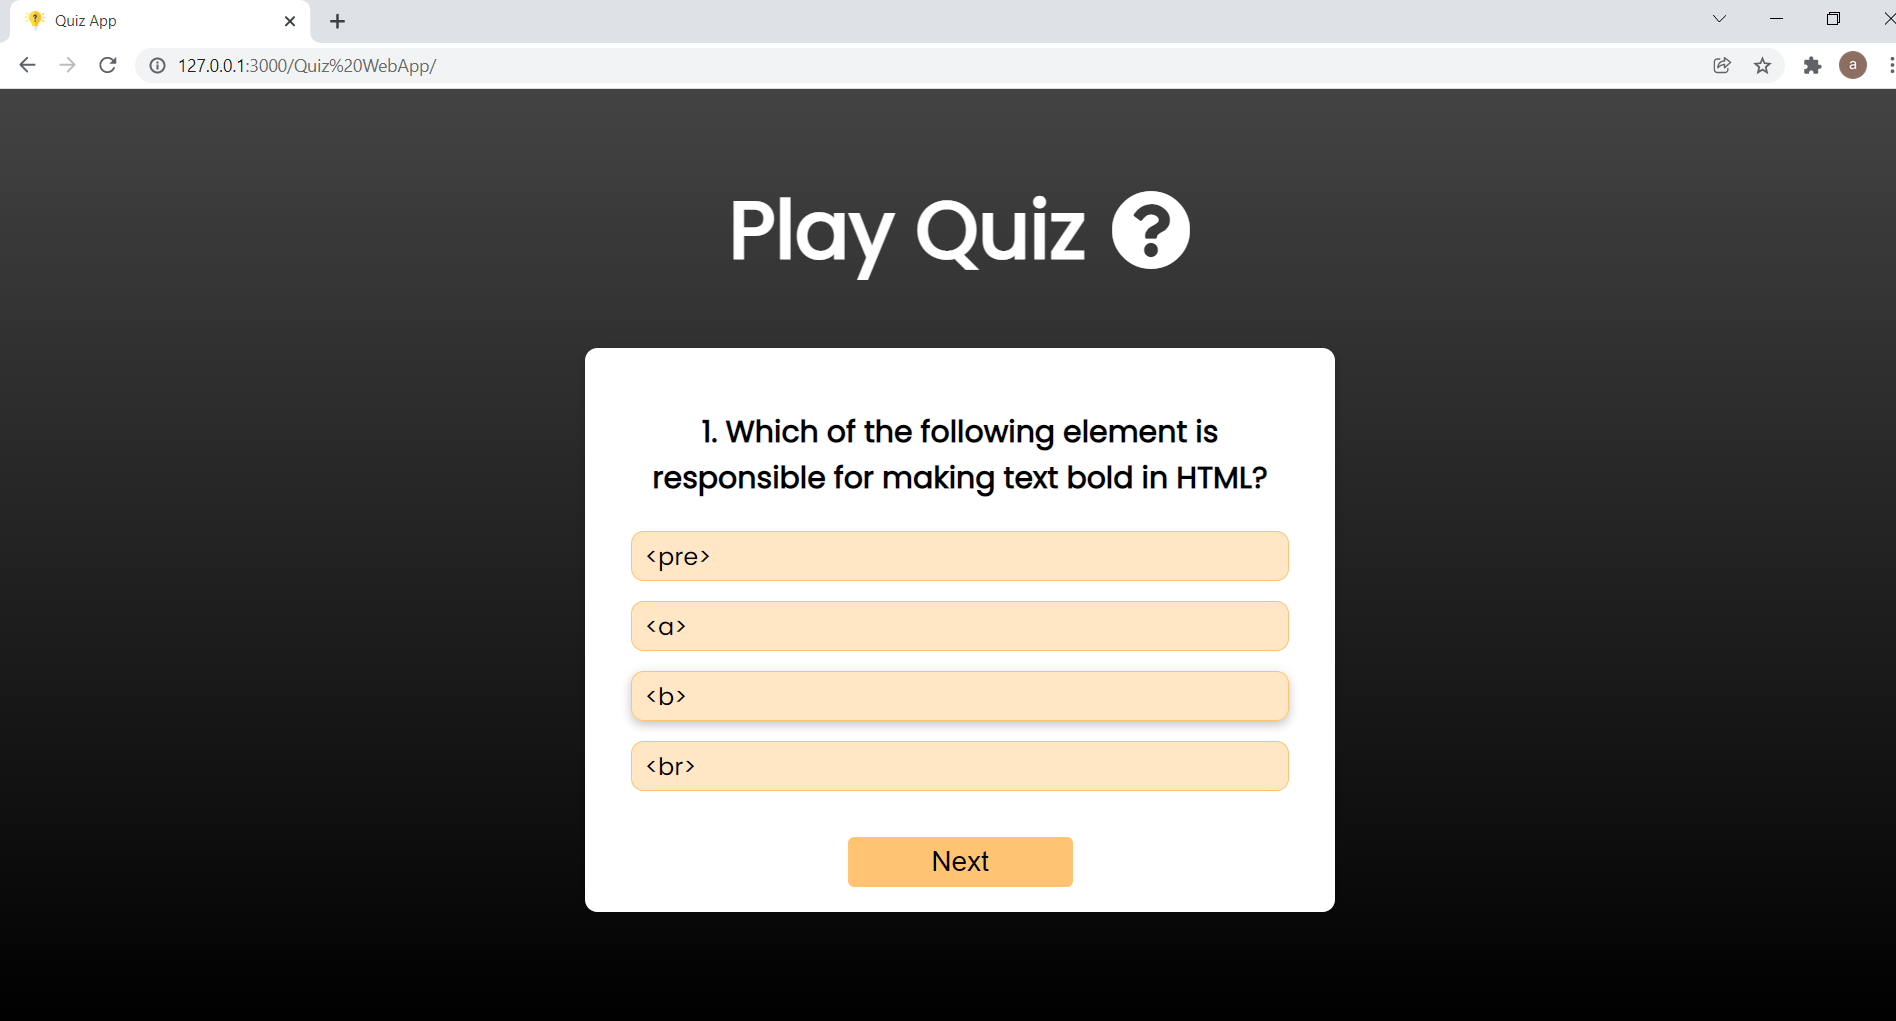 Quiz App
127.0.0.1:3000/Quiz%20WebApp/
a
Play Quiz ?
1. Which of the following element is
responsible for making text bold in HTML?
<pre>
<a>
<b>
<br>
Next